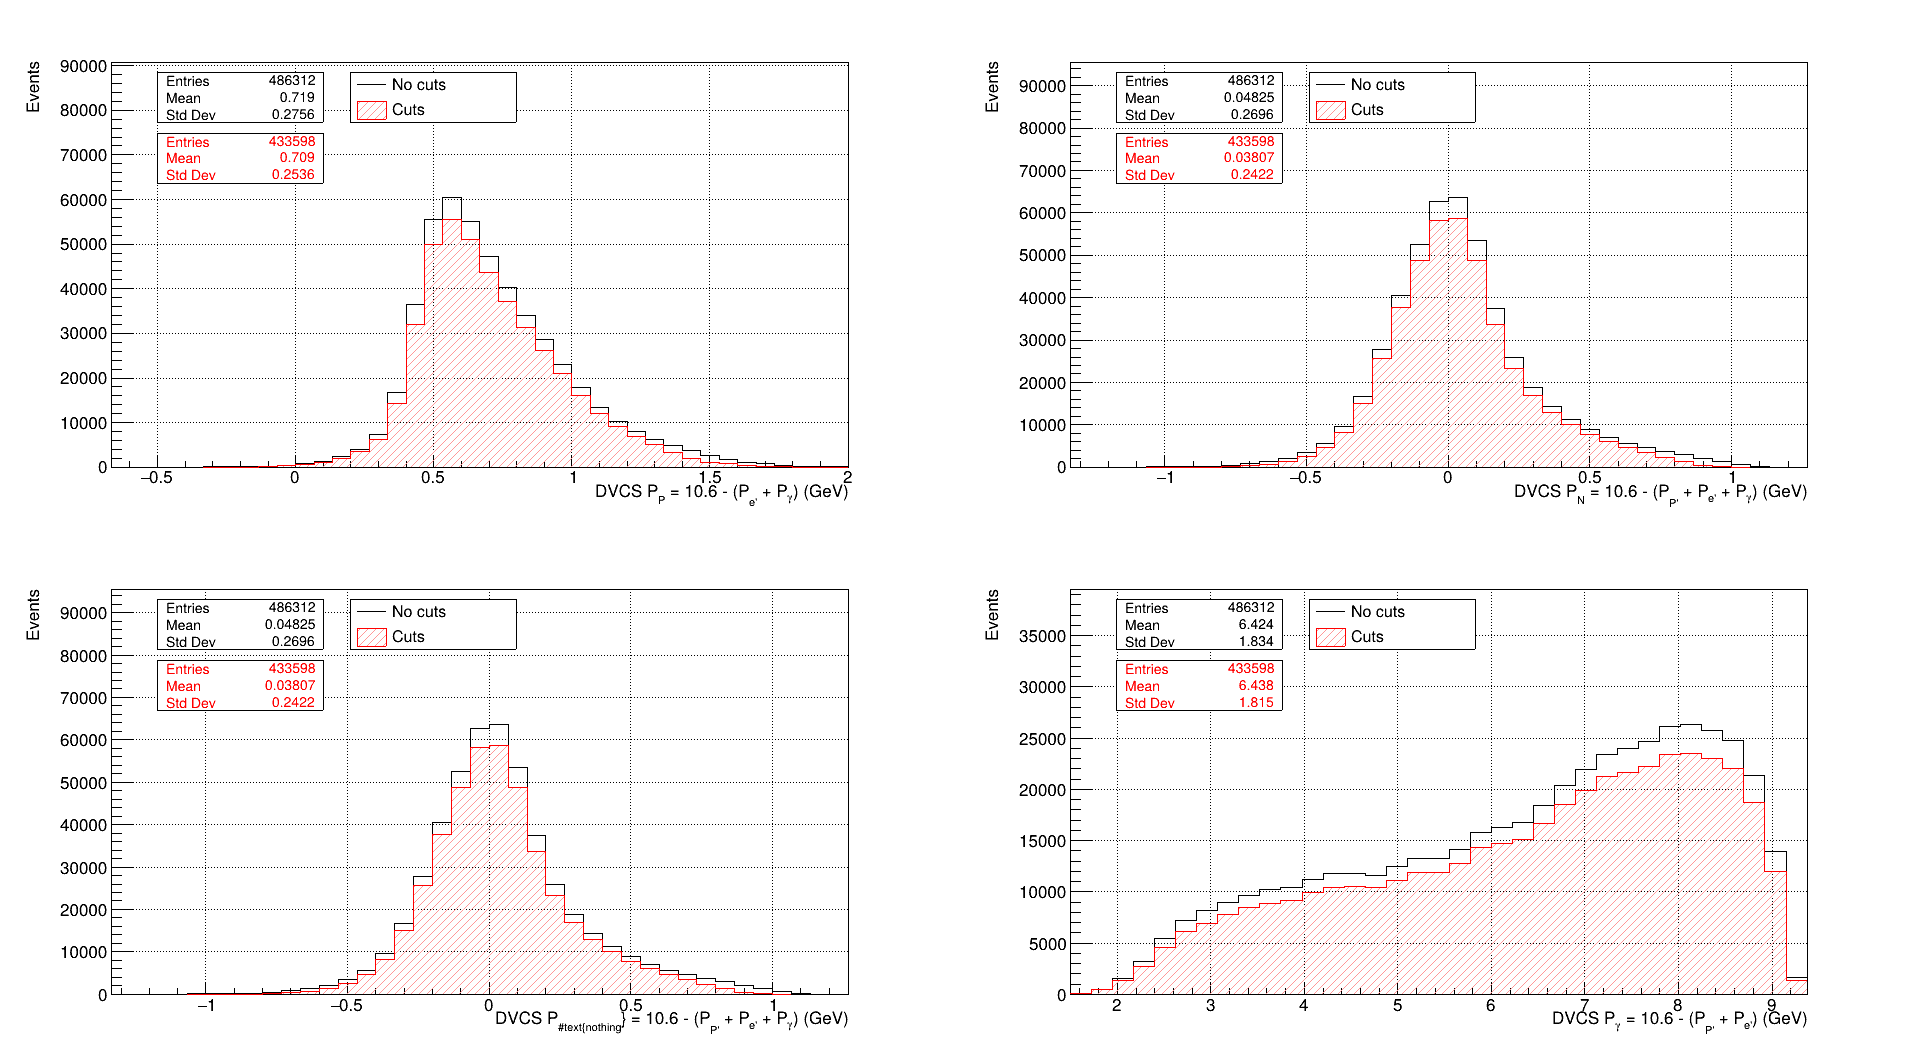 Events
90000
80000
70000
60000
50000
40000
30000
20000
10000
0
Entries 486312
Mean 0.719
Std Dev 0.2756
Entries 433598
Mean 0.709
Std Dev 0.2536
No cuts
Cuts
−0.5 0 0.5 1 1.5 2
DVCS P_P = 10.6 - (P_e' + P_γ) (GeV)
Events
90000
80000
70000
60000
50000
40000
30000
20000
10000
0
Entries 486312
Mean 0.04825
Std Dev 0.2696
Entries 433598
Mean 0.03807
Std Dev 0.2422
No cuts
Cuts
−1 −0.5 0 0.5 1
DVCS P_N = 10.6 - (P_P' + P_e' + P_γ) (GeV)
Events
90000
80000
70000
60000
50000
40000
30000
20000
10000
0
Entries 486312
Mean 0.04825
Std Dev 0.2696
Entries 433598
Mean 0.03807
Std Dev 0.2422
No cuts
Cuts
−1 −0.5 0 0.5 1
DVCS P_#text{nothing} = 10.6 - (P_P' + P_e' + P_γ) (GeV)
Events
35000
30000
25000
20000
15000
10000
5000
0
Entries 486312
Mean 6.424
Std Dev 1.834
Entries 433598
Mean 6.438
Std Dev 1.815
No cuts
Cuts
2 3 4 5 6 7 8 9
DVCS P_γ = 10.6 - (P_P' + P_e') (GeV)